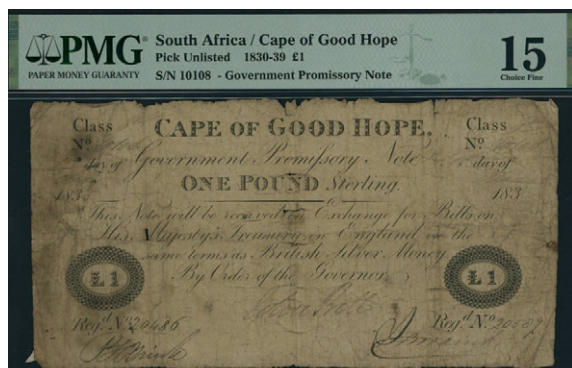 PMG
PAPER MONEY GUARANTY
South Africa / Cape of Good Hope
Pick Unlisted 1830-39 £1
S/N 10108 - Government Promissory Note
15
Choice Fine
Class CAPE OF GOOD HOPE. Class
Nº Nº
day of Government Promissory Note day of
ONE POUND Sterling.
183 183
This Note will be received in Exchange for Bills on
His Majesty's Treasury in England on the
same terms as British Silver Money
By Order of the Governor
£1 £1
Reg.d Nº 20486 Reg.d Nº